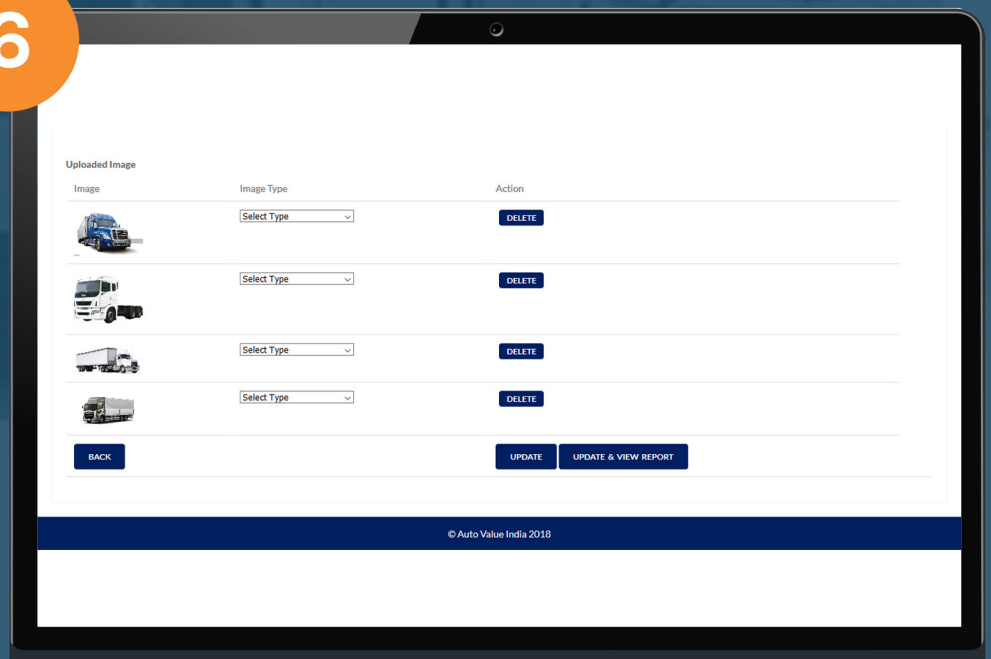 6
Uploaded Image
Image Image Type Action
Select Type DELETE
Select Type DELETE
Select Type DELETE
Select Type DELETE
BACK UPDATE UPDATE & VIEW REPORT
© Auto Value India 2018